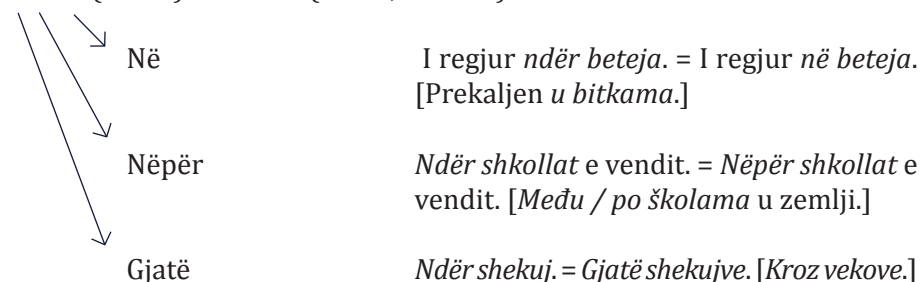 Në I regjur ndër beteja. = I regjur në beteja.
[Prekaljen u bitkama.]
Nëpër Ndër shkollat e vendit. = Nëpër shkollat e
vendit. [Među / po školama u zemlji.]
Gjatë Ndër shekuj. = Gjatë shekujve. [Kroz vekove.]